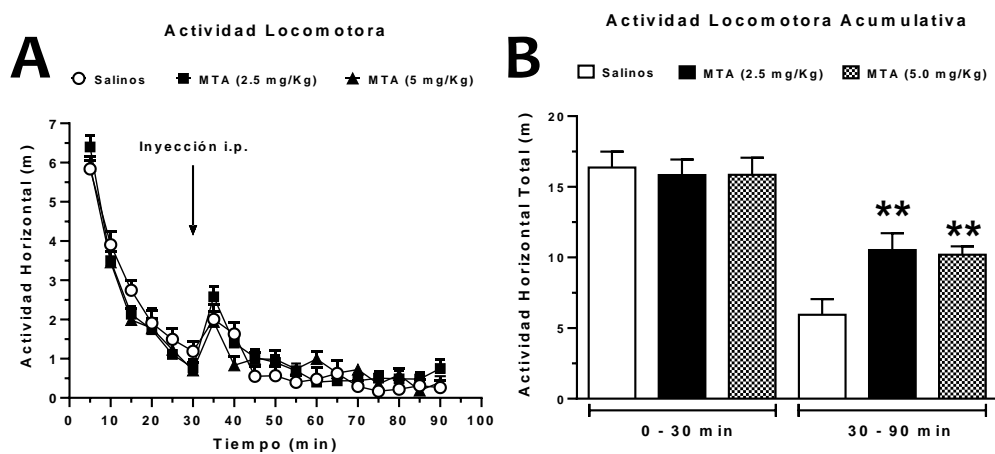 A
Actividad Locomotora
Salinos MTA (2.5 mg/Kg) MTA (5 mg/Kg)
Inyección i.p.
Actividad Horizontal (m)
7
6
5
4
3
2
1
0
0 10 20 30 40 50 60 70 80 90 100
Tiempo (min)
B
Actividad Locomotora Acumulativa
Salinos MTA (2.5 mg/Kg) MTA (5.0 mg/Kg)
Actividad Horizontal Total (m)
20
15
10
5
0
** **
0 - 30 min 30 - 90 min